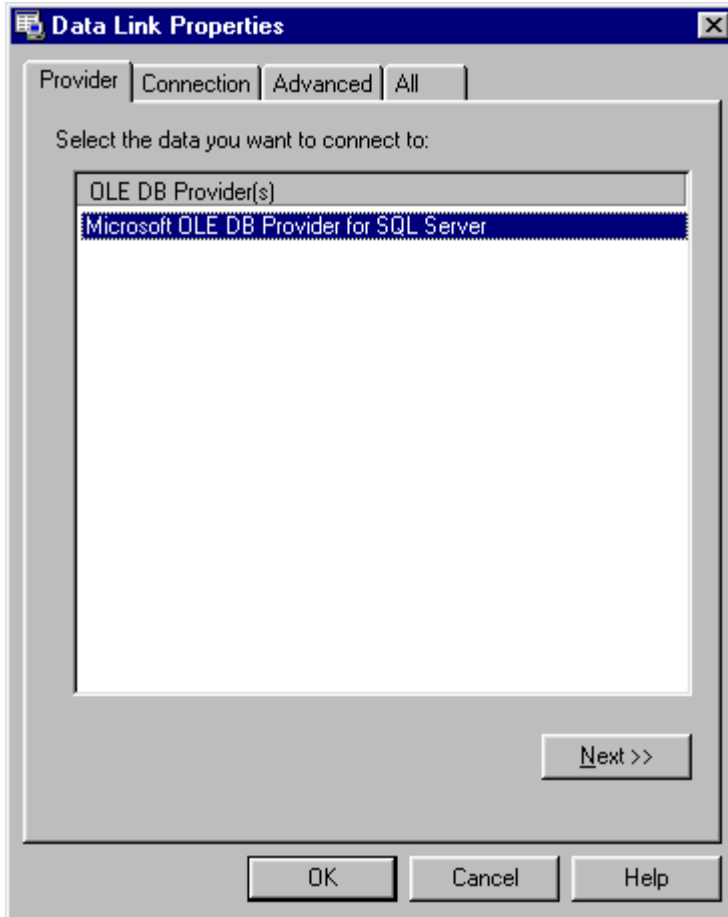 Data Link Properties
Provider Connection Advanced All
Select the data you want to connect to:
OLE DB Provider(s)
Microsoft OLE DB Provider for SQL Server
Next >>
OK Cancel Help